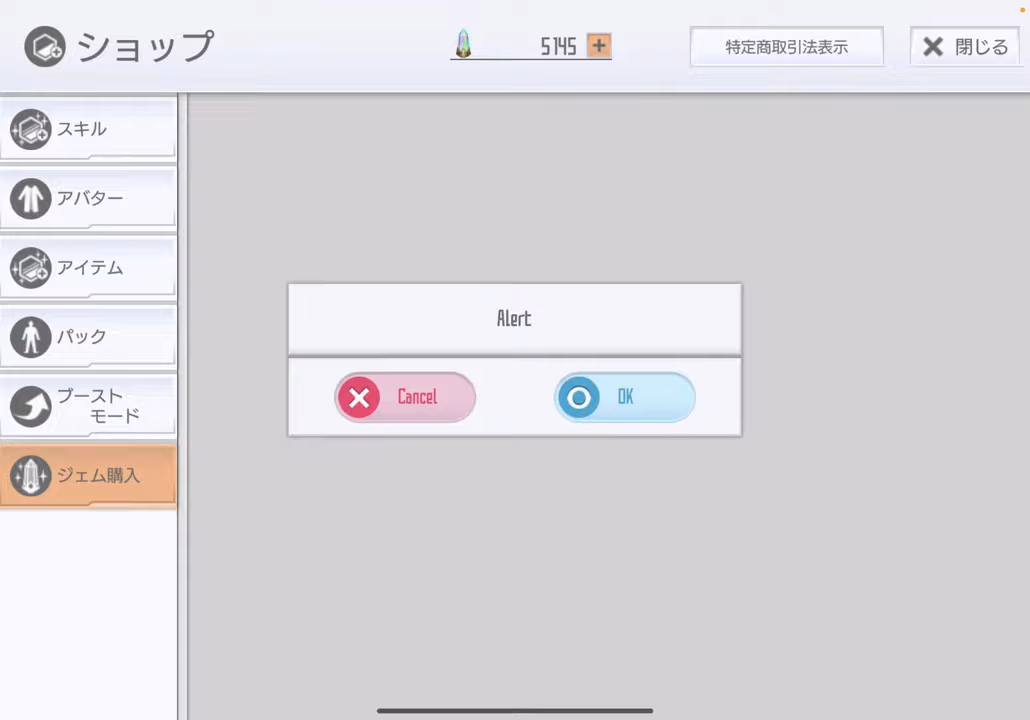 ショップ
5145
特定商取引法表示
閉じる
スキル
アバター
アイテム
パック
ブースト
モード
ジェム購入
Alert
Cancel
OK